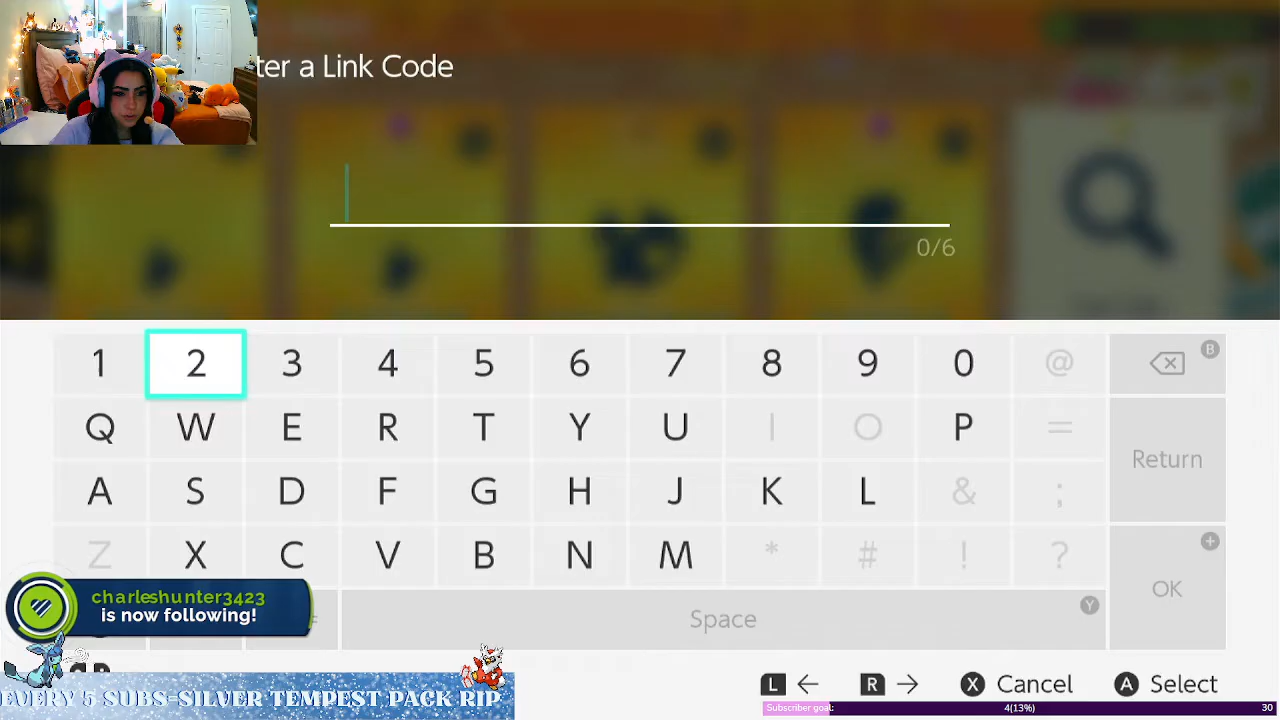 ter a Link Code
0/6
1 2 3 4 5 6 7 8 9 0 @ B
Q W E R T Y U I O P = Return
A S D F G H J K L & ;
Z X C V B N M * # ! ? +
OK
charleshunter3423
is now following!
# Space Y
EVERY 5 SUBS-SILVER TEMPEST PACK RIP
L ← R → X Cancel A Select
Subscriber goal: 4(13%) 30